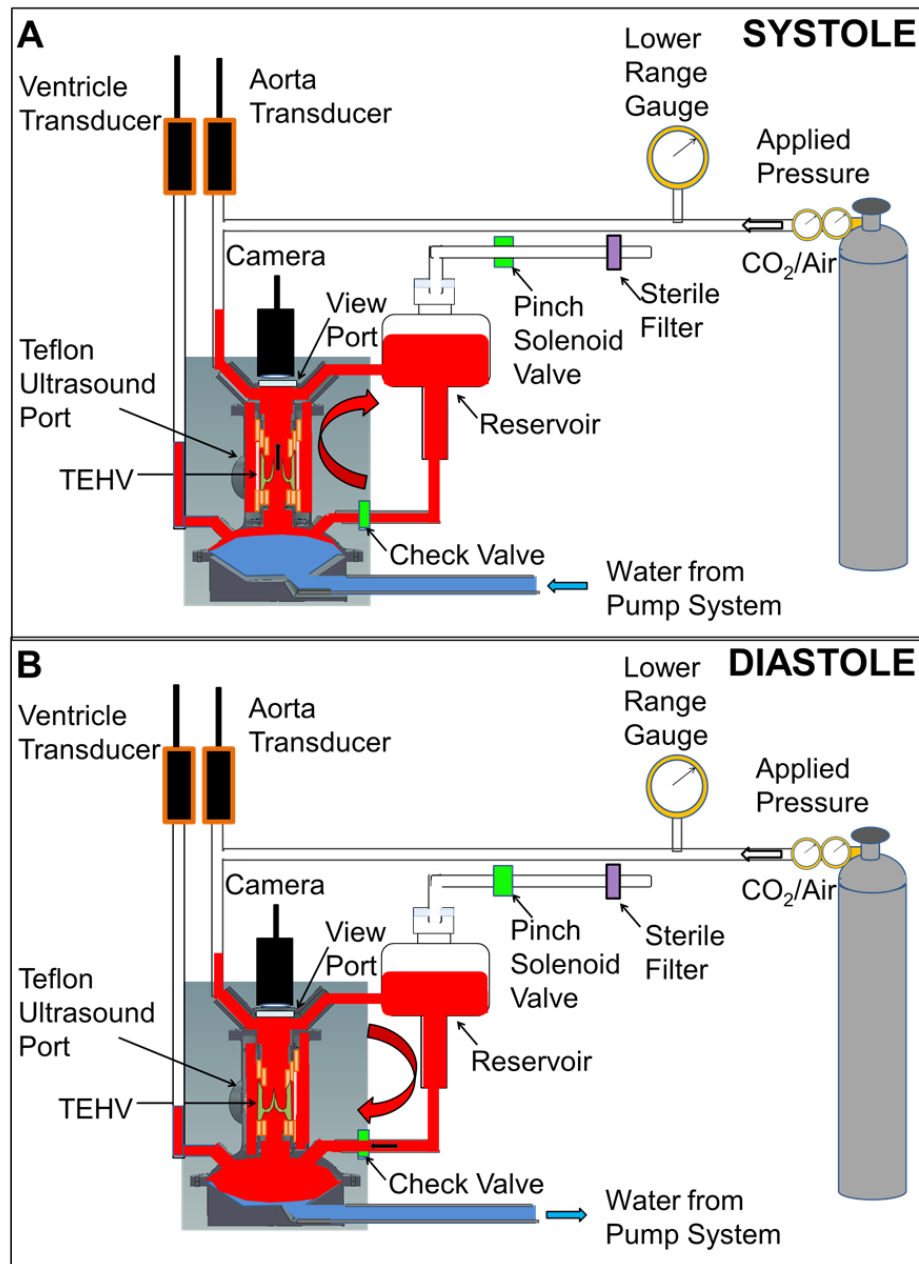 A
SYSTOLE
Lower
Range
Gauge
Ventricle
Transducer
Aorta
Transducer
Applied
Pressure
CO₂/Air
Camera
View
Port
Pinch
Solenoid
Valve
Sterile
Filter
Teflon
Ultrasound
Port
Reservoir
TEHV
Check Valve
Water from
Pump System
B
DIASTOLE
Lower
Range
Gauge
Ventricle
Transducer
Aorta
Transducer
Applied
Pressure
CO₂/Air
Camera
View
Port
Pinch
Solenoid
Valve
Sterile
Filter
Teflon
Ultrasound
Port
Reservoir
TEHV
Check Valve
Water from
Pump System